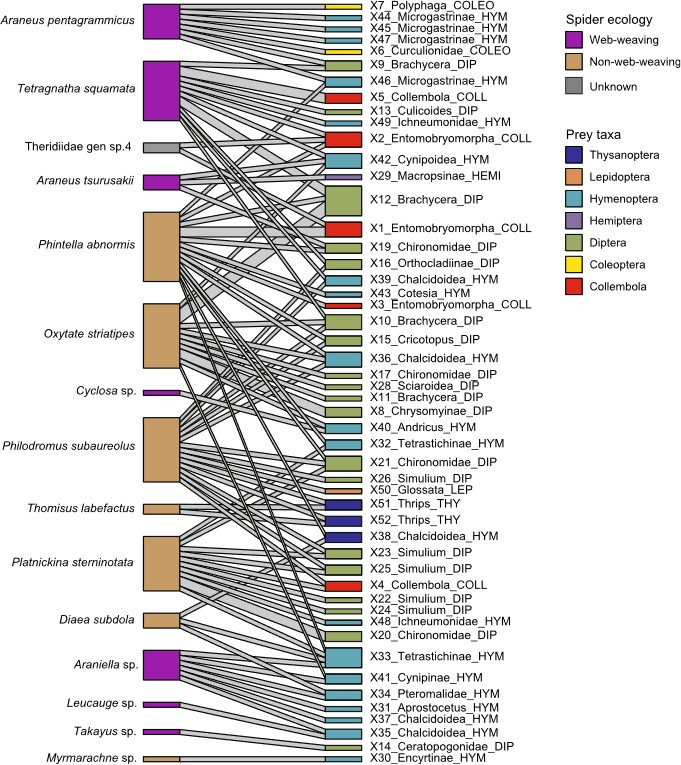 Araneus pentagrammicus
Tetragnatha squamata
Theridiidae gen sp.4
Araneus tsurusakii
Phintella abnormis
Oxytate striatipes
Cyclosa sp.
Philodromus subaureolus
Thomisus labefactus
Platnickina sterninotata
Diaea subdola
Araniella sp.
Leucauge sp.
Takayus sp.
Myrmarachne sp.
X7_Polyphaga_COLEO
X44_Microgastrinae_HYM
X45_Microgastrinae_HYM
X47_Microgastrinae_HYM
X6_Curculionidae_COLEO
X9_Brachycera_DIP
X46_Microgastrinae_HYM
X5_Collembola_COLL
X13_Culicoides_DIP
X49_Ichneumonidae_HYM
X2_Entomobryomorpha_COLL
X42_Cynipoidea_HYM
X29_Macropsinae_HEMI
X12_Brachycera_DIP
X1_Entomobryomorpha_COLL
X19_Chironomidae_DIP
X16_Orthocladiinae_DIP
X39_Chalcidoidea_HYM
X43_Cotesia_HYM
X3_Entomobryomorpha_COLL
X10_Brachycera_DIP
X15_Cricotopus_DIP
X36_Chalcidoidea_HYM
X17_Chironomidae_DIP
X28_Sciaroidea_DIP
X11_Brachycera_DIP
X8_Chrysomyinae_DIP
X40_Andricus_HYM
X32_Tetrastichinae_HYM
X21_Chironomidae_DIP
X26_Simulium_DIP
X50_Glossata_LEP
X51_Thrips_THY
X52_Thrips_THY
X38_Chalcidoidea_HYM
X23_Simulium_DIP
X25_Simulium_DIP
X4_Collembola_COLL
X22_Simulium_DIP
X24_Simulium_DIP
X48_Ichneumonidae_HYM
X20_Chironomidae_DIP
X33_Tetrastichinae_HYM
X41_Cynipinae_HYM
X34_Pteromalidae_HYM
X31_Aprostocetus_HYM
X37_Chalcidoidea_HYM
X35_Chalcidoidea_HYM
X14_Ceratopogonidae_DIP
X30_Encyrtinae_HYM
Spider ecology
Web-weaving
Non-web-weaving
Unknown
Prey taxa
Thysanoptera
Lepidoptera
Hymenoptera
Hemiptera
Diptera
Coleoptera
Collembola